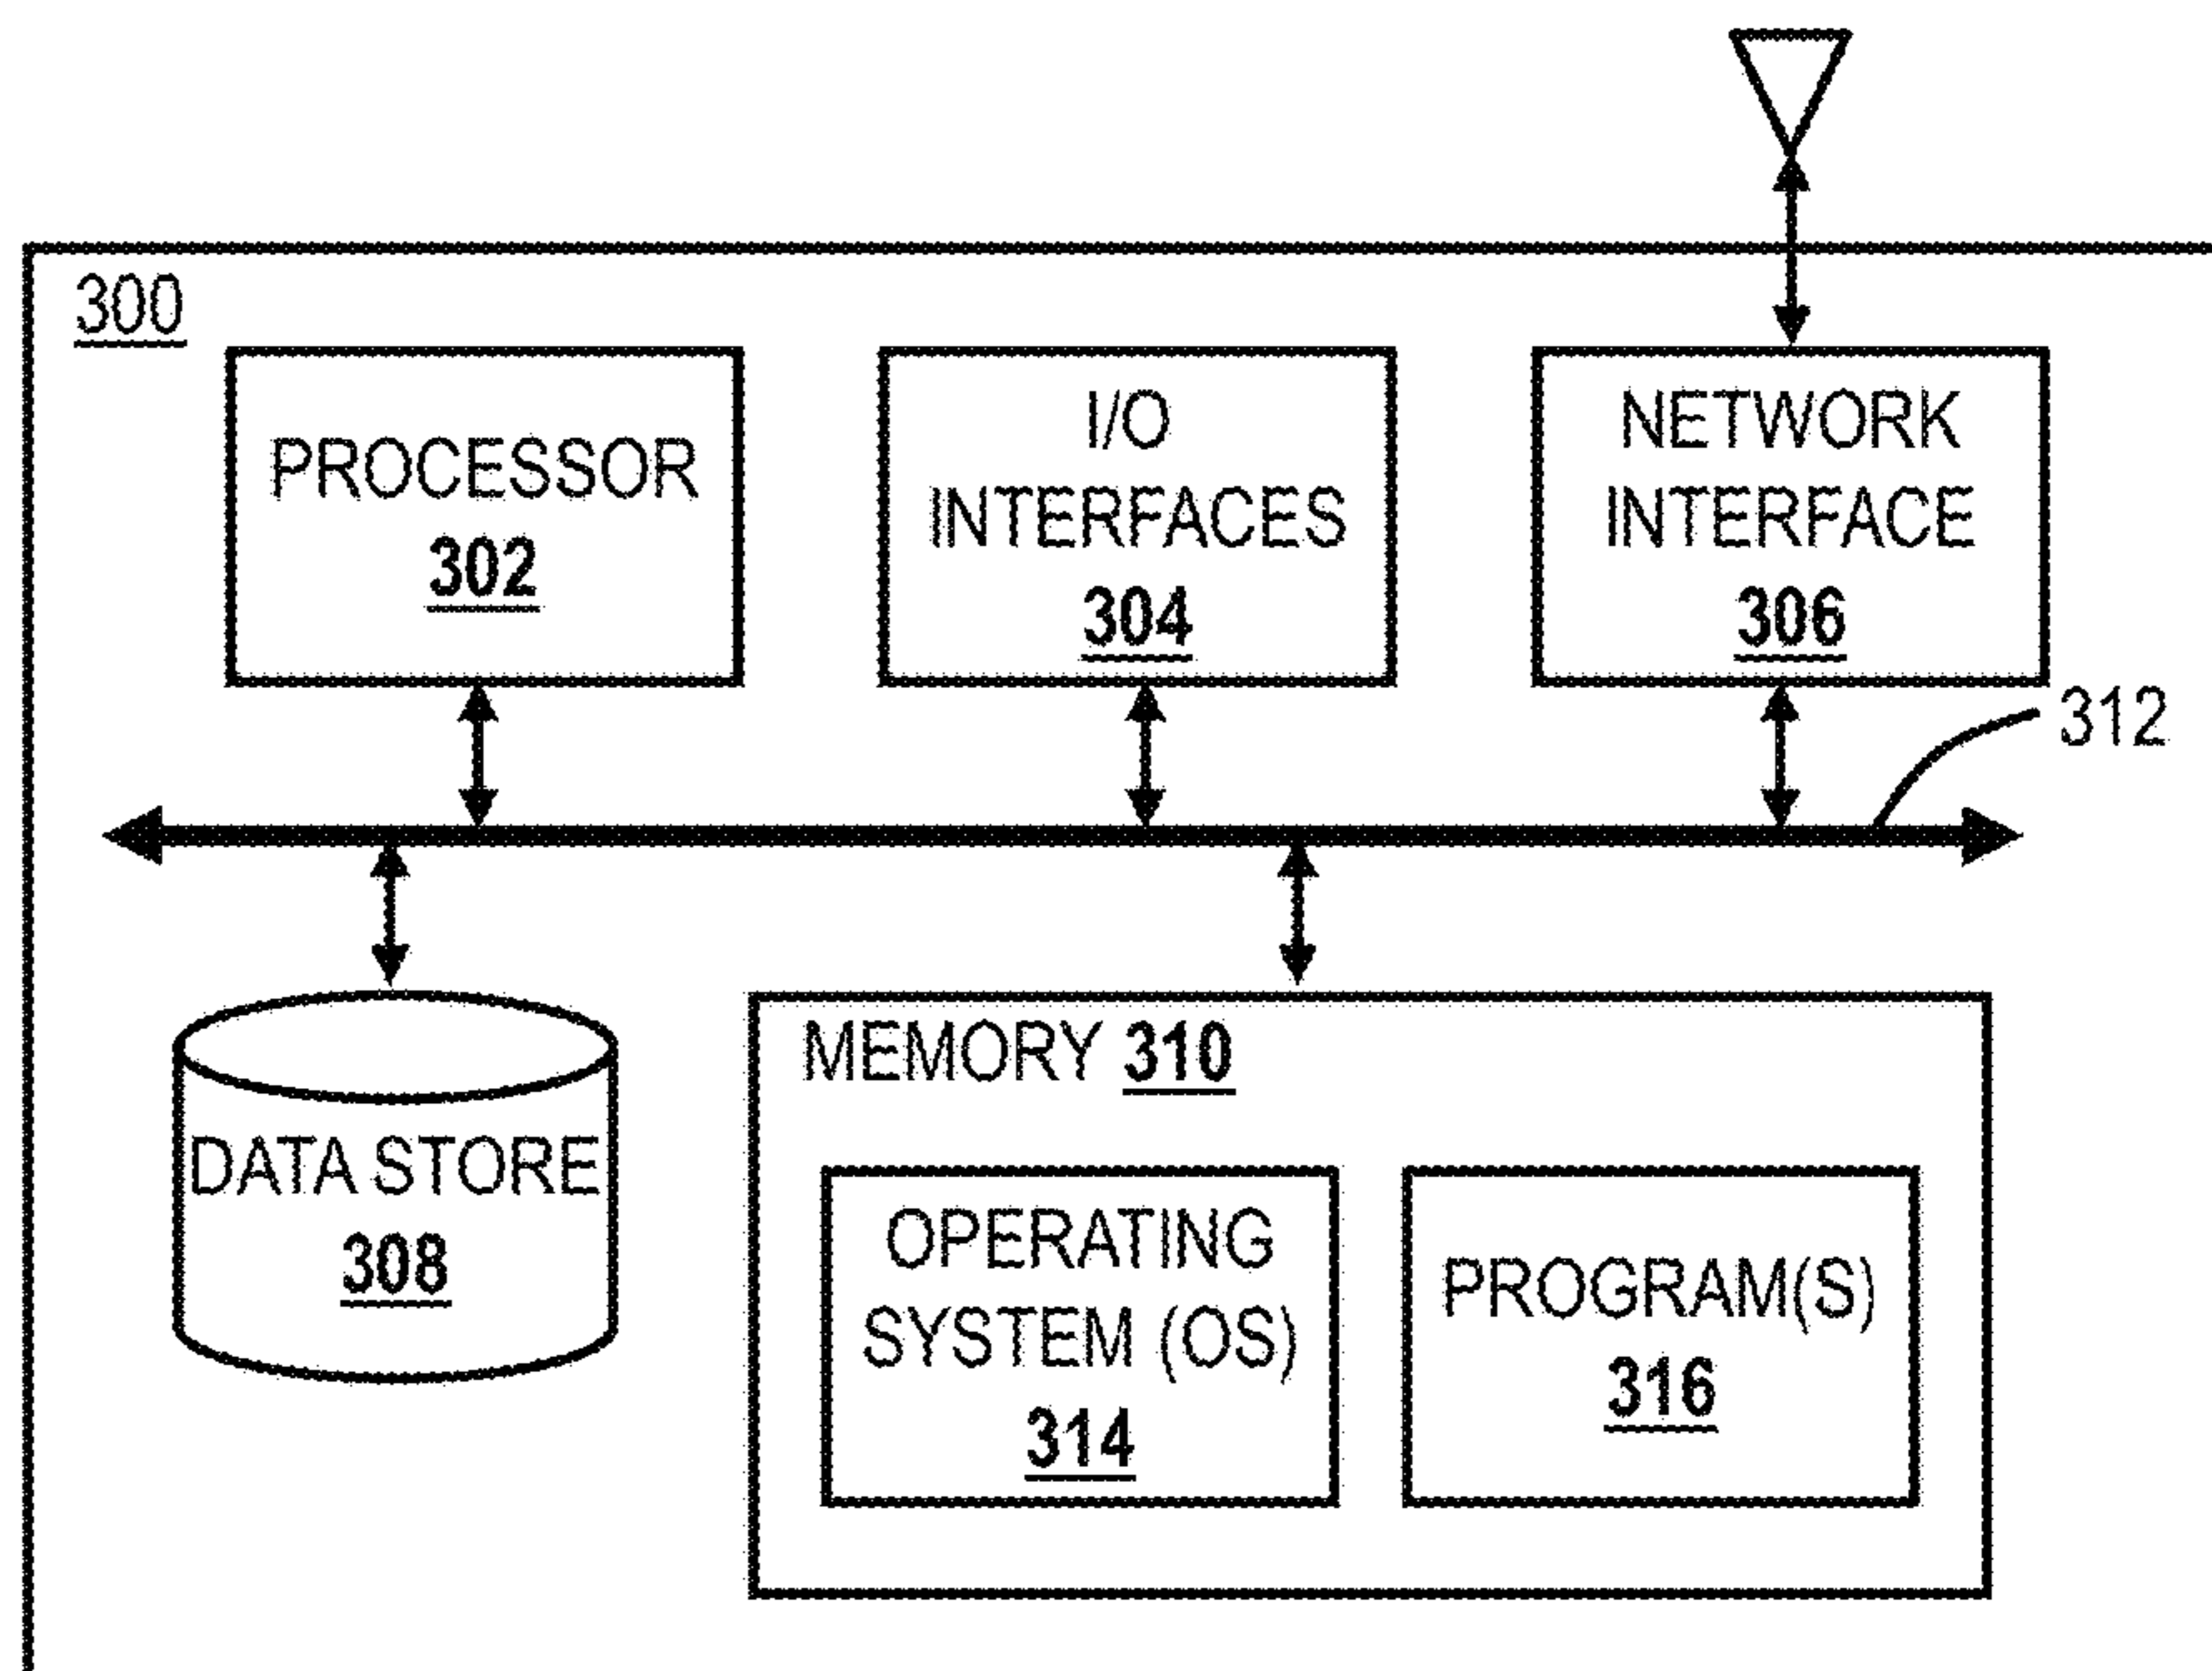 300
PROCESSOR
302
I/O
INTERFACES
304
NETWORK
INTERFACE
306
312
DATA STORE
308
MEMORY 310
OPERATING
SYSTEM (OS)
314
PROGRAM(S)
316